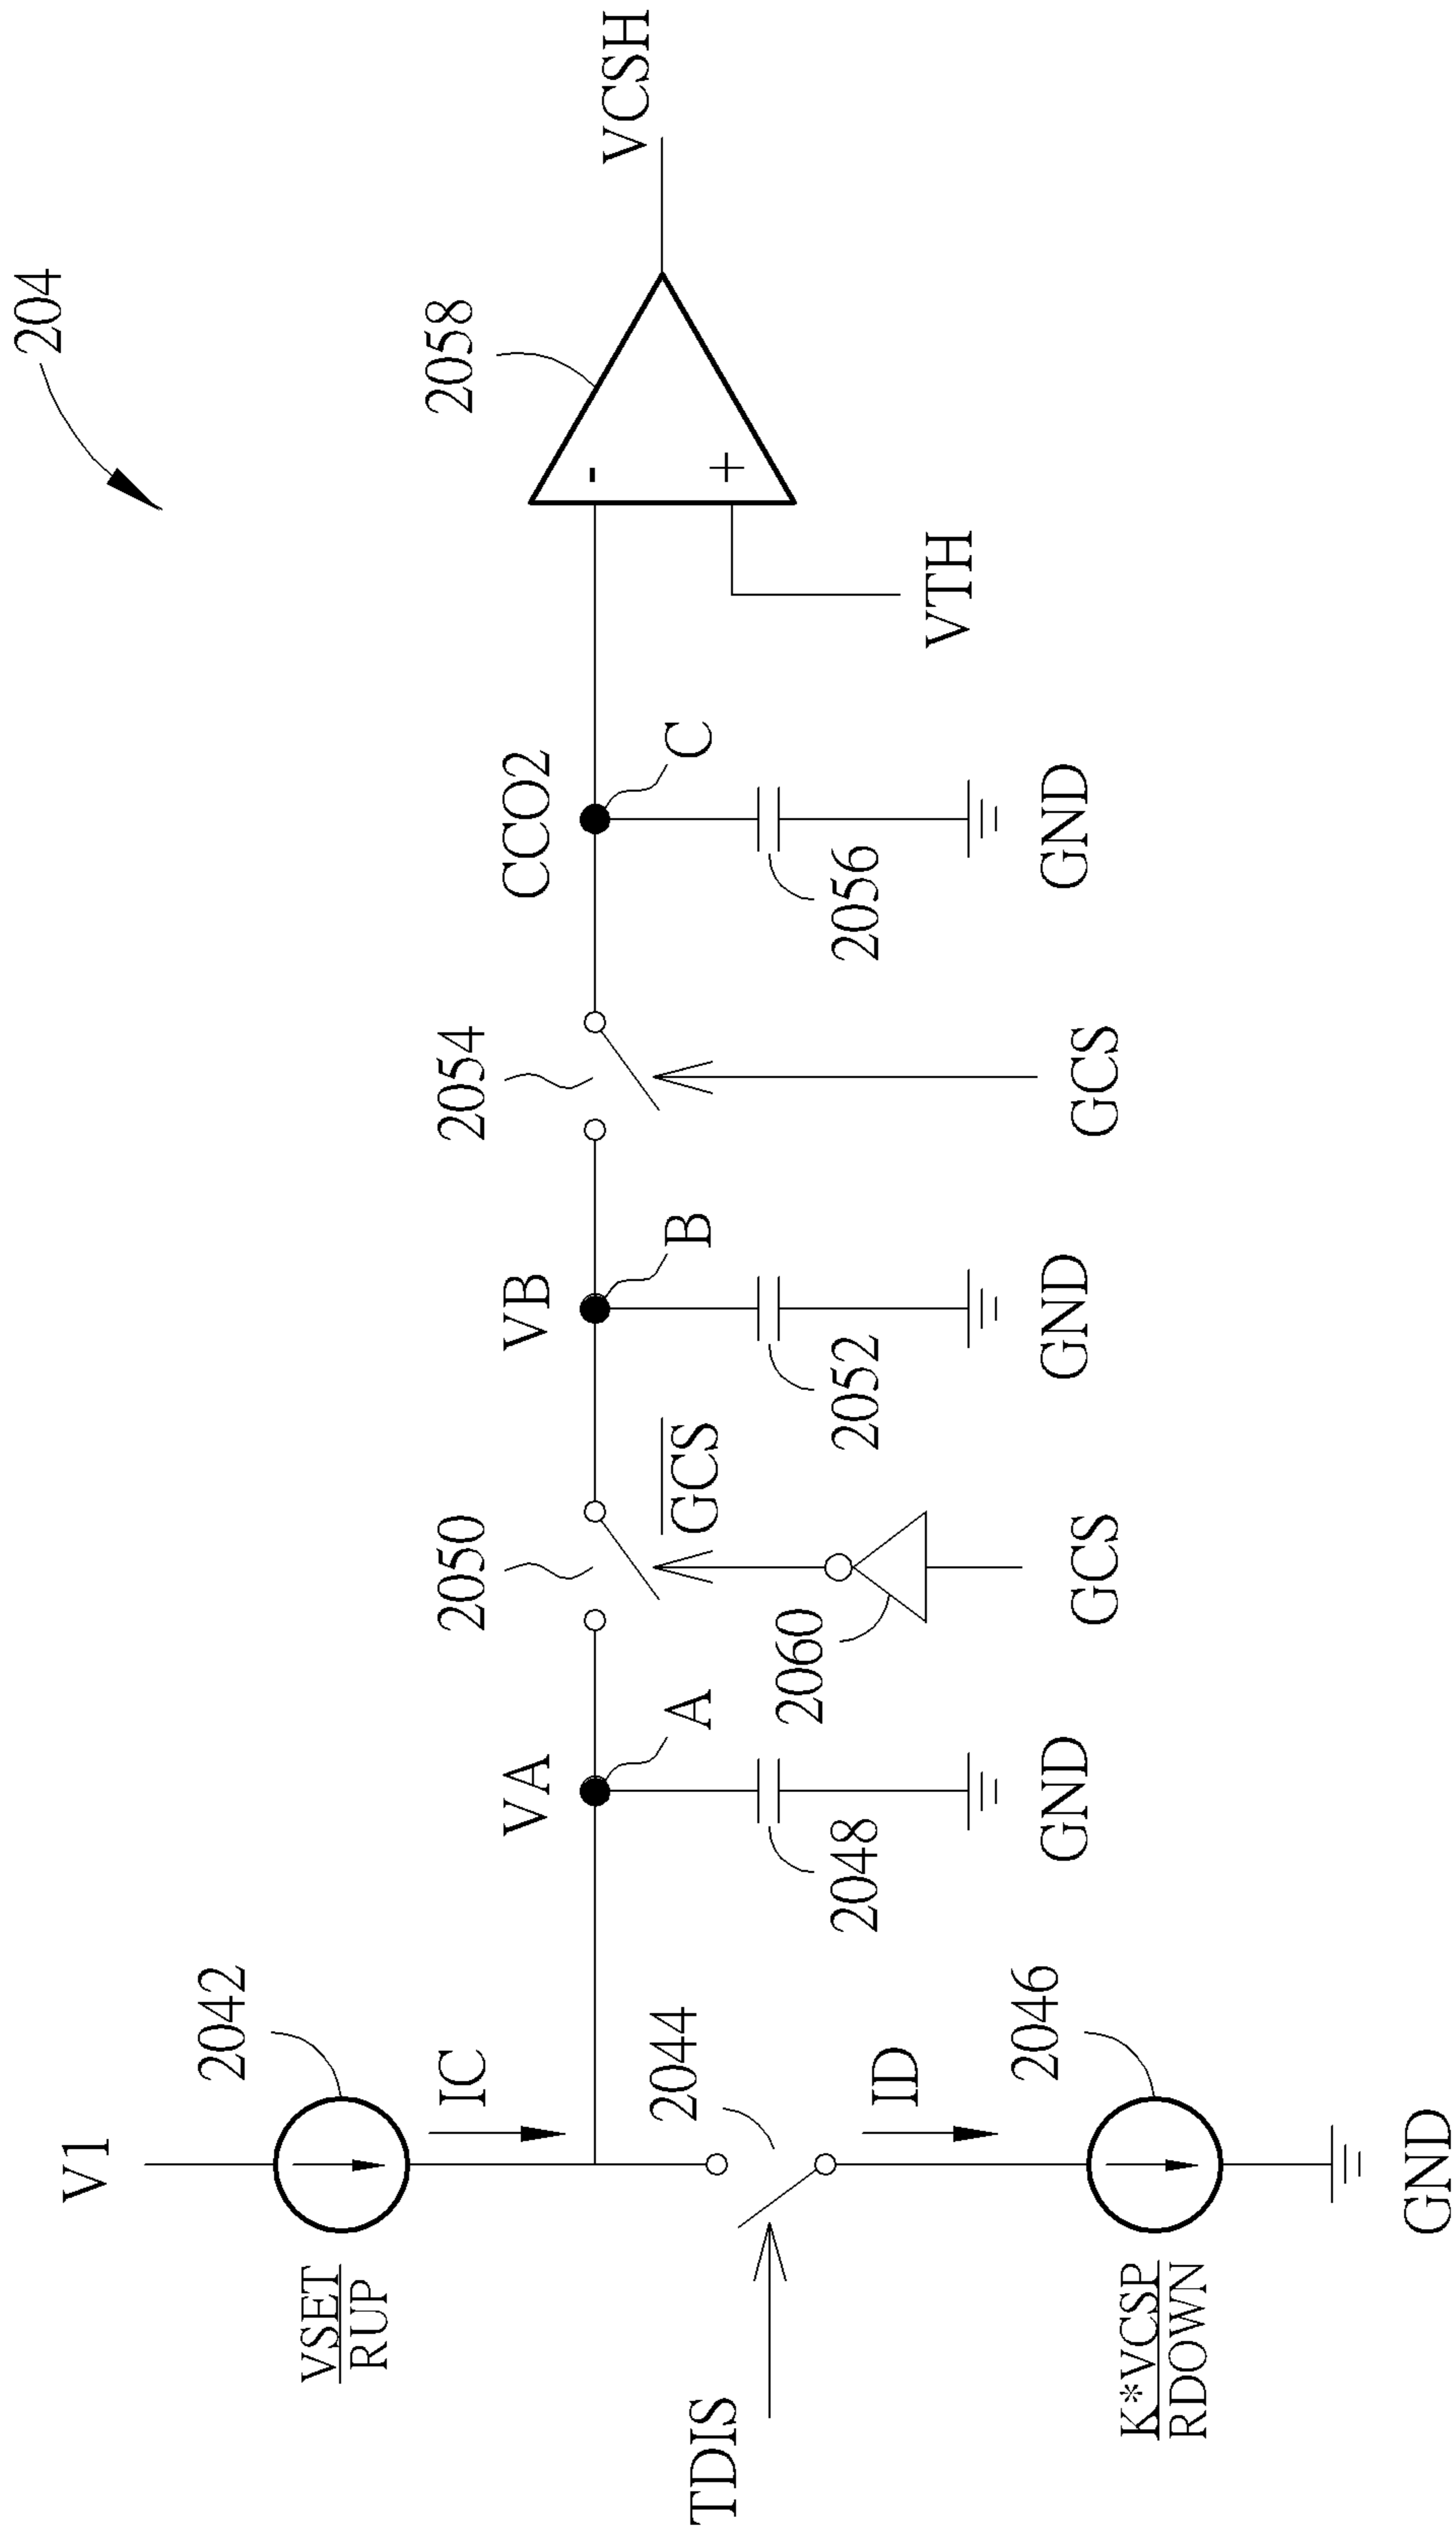 204
V1
2042
VSET
RUP
IC
VA
A
2050
VB
B
2054
CCO2
C
2058
VCSH
-
+
VTH
TDIS
2044
ID
2048
GND
2060
GCS
GCS
2052
GND
GCS
2056
GND
K*VCSP
RDOWN
2046
GND